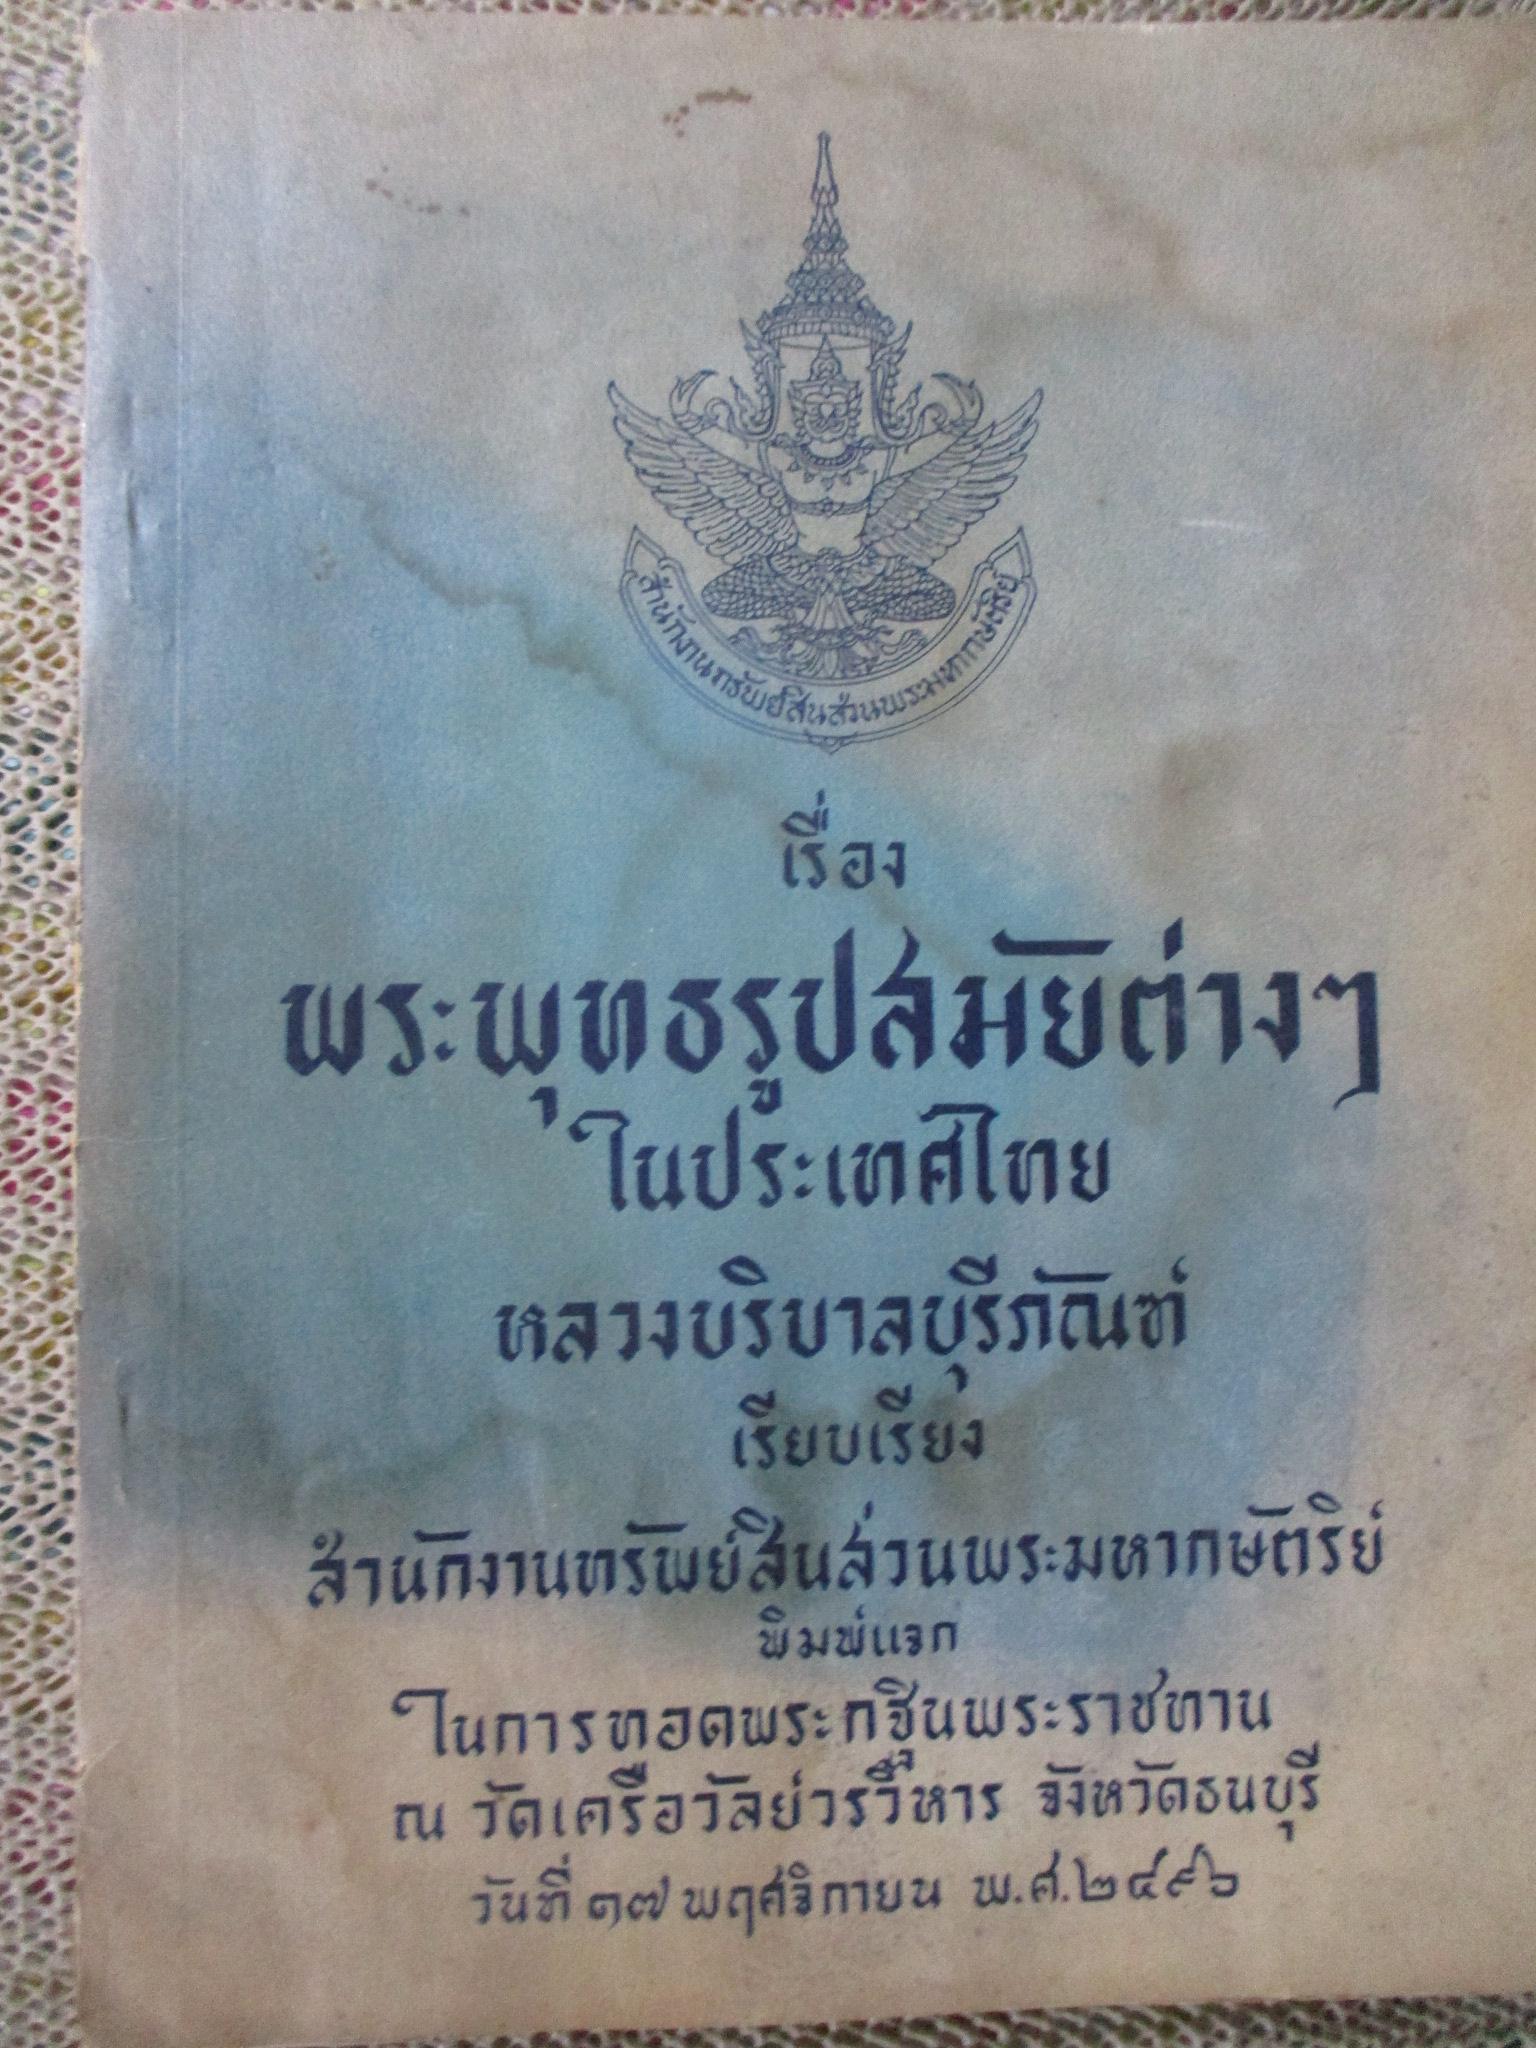 สำนักงานทรัพย์สินส่วนพระมหากษัตริย์
เรื่อง
พระพุทธรูปสมัยต่างๆ
ในประเทศไทย
หลวงบริบาลบุรีภัณฑ์
เรียบเรียง
สำนักงานทรัพย์สินส่วนพระมหากษัตริย์
พิมพ์แจก
ในการทอดพระกฐินพระราชทาน
ณ วัดเครือวัลย์วรวิหาร จังหวัดธนบุรี
วันที่ ๑๗ พฤศจิกายน พ.ศ.๒๔๙๖